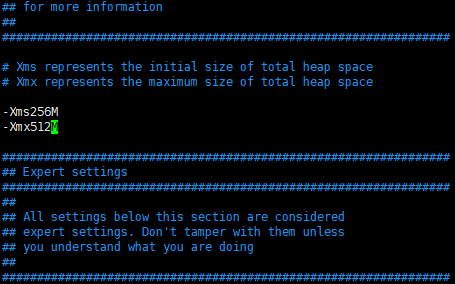 ## for more information
##
################################################################
# Xms represents the initial size of total heap space
# Xmx represents the maximum size of total heap space
-Xms256M
-Xmx512M
################################################################
## Expert settings
################################################################
##
## All settings below this section are considered
## expert settings. Don't tamper with them unless
## you understand what you are doing
##
################################################################